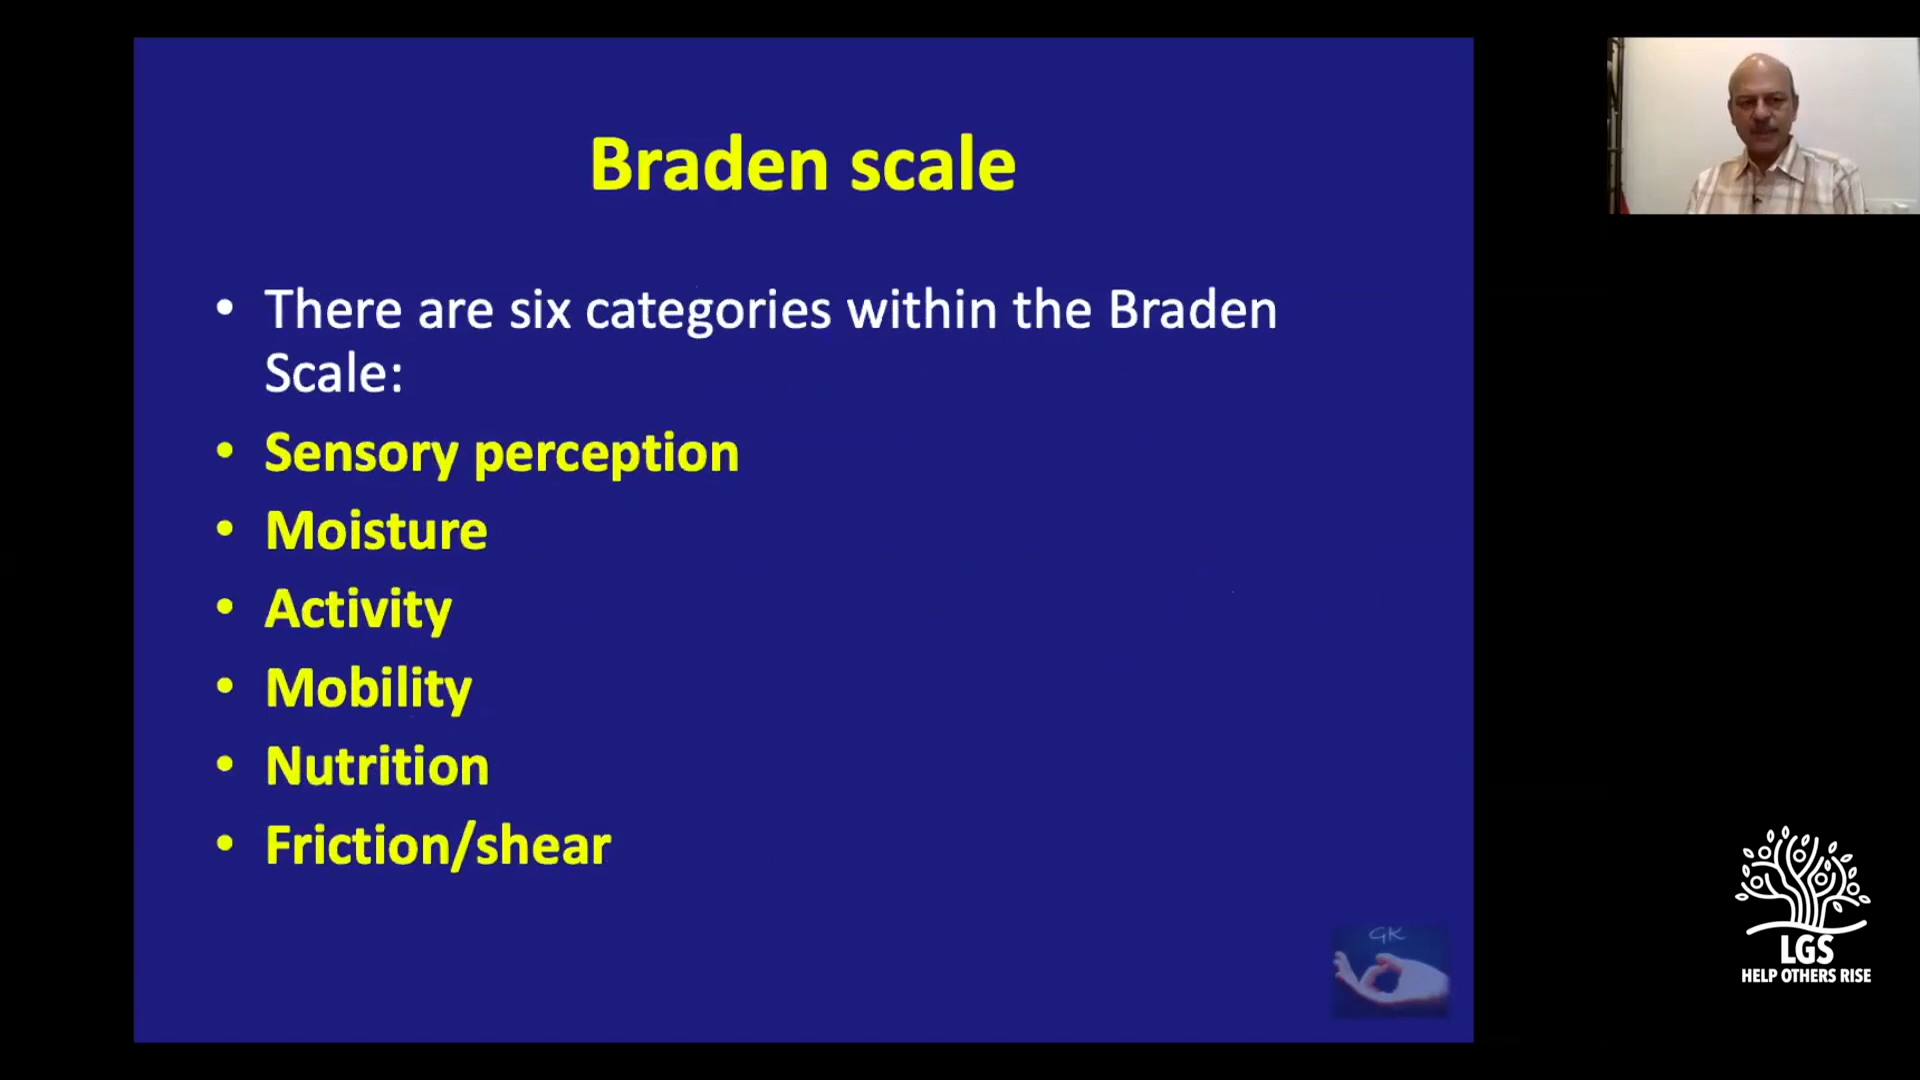 Braden scale
• There are six categories within the Braden
Scale:
• Sensory perception
• Moisture
• Activity
• Mobility
• Nutrition
• Friction/shear
GK
LGS
HELP OTHERS RISE